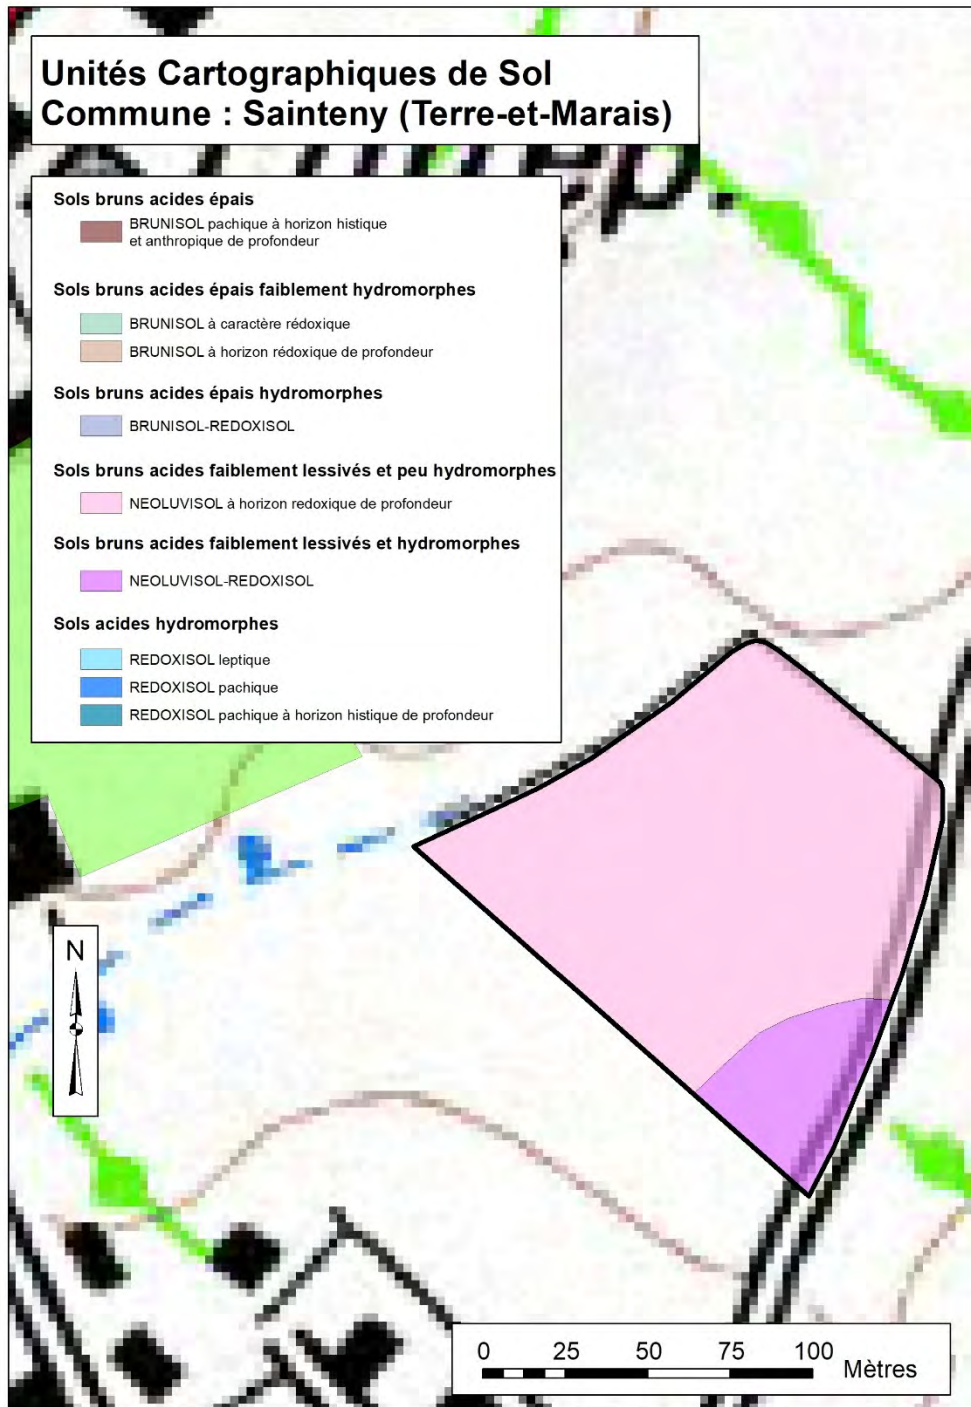 Unités Cartographiques de Sol
Commune : Sainteny (Terre-et-Marais)
Sols bruns acides épais
BRUNISOL pachique à horizon histique
et anthropique de profondeur
Sols bruns acides épais faiblement hydromorphes
BRUNISOL à caractère rédoxique
BRUNISOL à horizon rédoxique de profondeur
Sols bruns acides épais hydromorphes
BRUNISOL-REDOXISOL
Sols bruns acides faiblement lessivés et peu hydromorphes
NEOLUVISOL à horizon redoxique de profondeur
Sols bruns acides faiblement lessivés et hydromorphes
NEOLUVISOL-REDOXISOL
Sols acides hydromorphes
REDOXISOL leptique
REDOXISOL pachique
REDOXISOL pachique à horizon histique de profondeur
N
0 25 50 75 100
Mètres